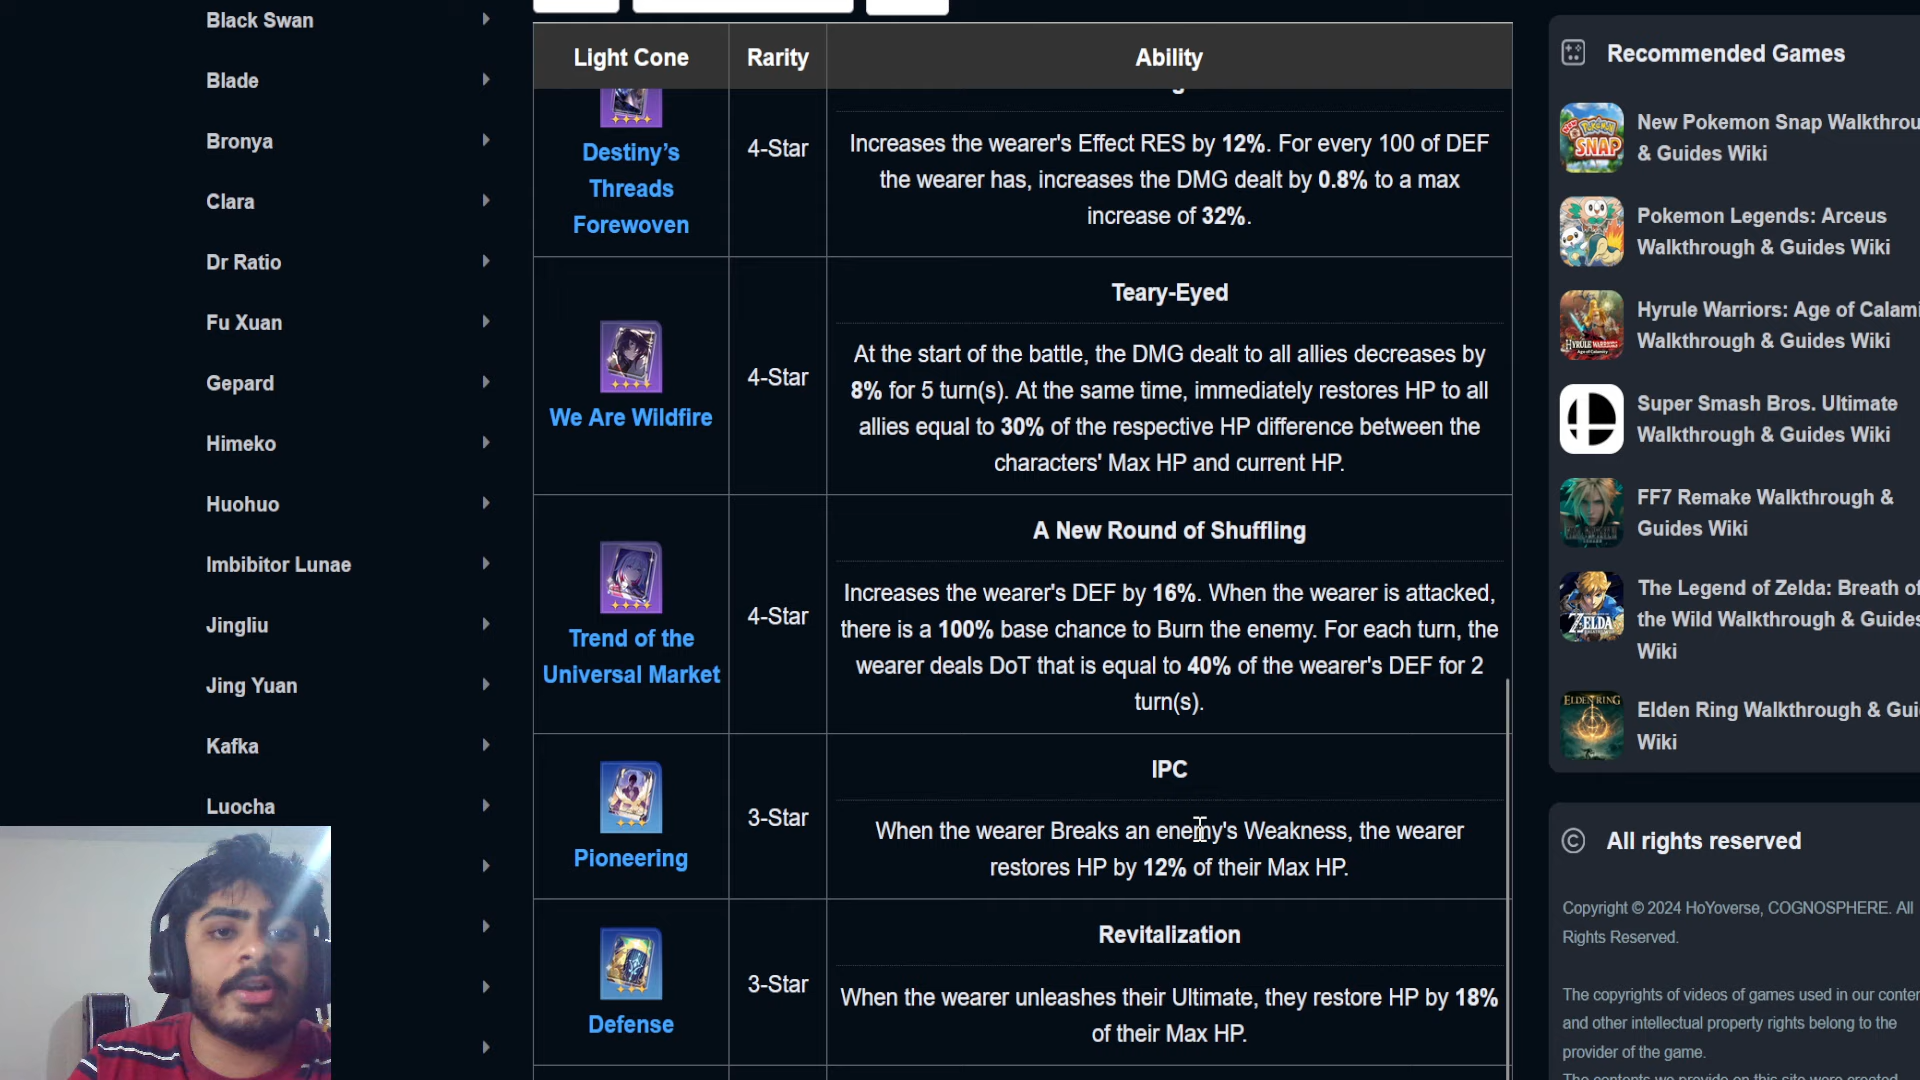 Black Swan
Blade
Bronya
Clara
Dr Ratio
Fu Xuan
Gepard
Himeko
Huohuo
Imbibitor Lunae
Jingliu
Jing Yuan
Kafka
Luocha
Light Cone
Rarity
Ability
Destiny’s
Threads
Forewoven
4-Star
Increases the wearer's Effect RES by 12%. For every 100 of DEF
the wearer has, increases the DMG dealt by 0.8% to a max
increase of 32%.
We Are Wildfire
4-Star
Teary-Eyed
At the start of the battle, the DMG dealt to all allies decreases by
8% for 5 turn(s). At the same time, immediately restores HP to all
allies equal to 30% of the respective HP difference between the
characters' Max HP and current HP.
Trend of the
Universal Market
4-Star
A New Round of Shuffling
Increases the wearer's DEF by 16%. When the wearer is attacked,
there is a 100% base chance to Burn the enemy. For each turn, the
wearer deals DoT that is equal to 40% of the wearer's DEF for 2
turn(s).
Pioneering
3-Star
IPC
When the wearer Breaks an enemy's Weakness, the wearer
restores HP by 12% of their Max HP.
Defense
3-Star
Revitalization
When the wearer unleashes their Ultimate, they restore HP by 18%
of their Max HP.
Recommended Games
New Pokemon Snap Walkthrou
& Guides Wiki
Pokemon Legends: Arceus
Walkthrough & Guides Wiki
Hyrule Warriors: Age of Calami
Walkthrough & Guides Wiki
Super Smash Bros. Ultimate
Walkthrough & Guides Wiki
FF7 Remake Walkthrough &
Guides Wiki
The Legend of Zelda: Breath of
the Wild Walkthrough & Guides
Wiki
Elden Ring Walkthrough & Gui
Wiki
All rights reserved
Copyright © 2024 HoYoverse, COGNOSPHERE. All
Rights Reserved.
The copyrights of videos of games used in our conten
and other intellectual property rights belong to the
provider of the game.
The contents we provide on this site were created